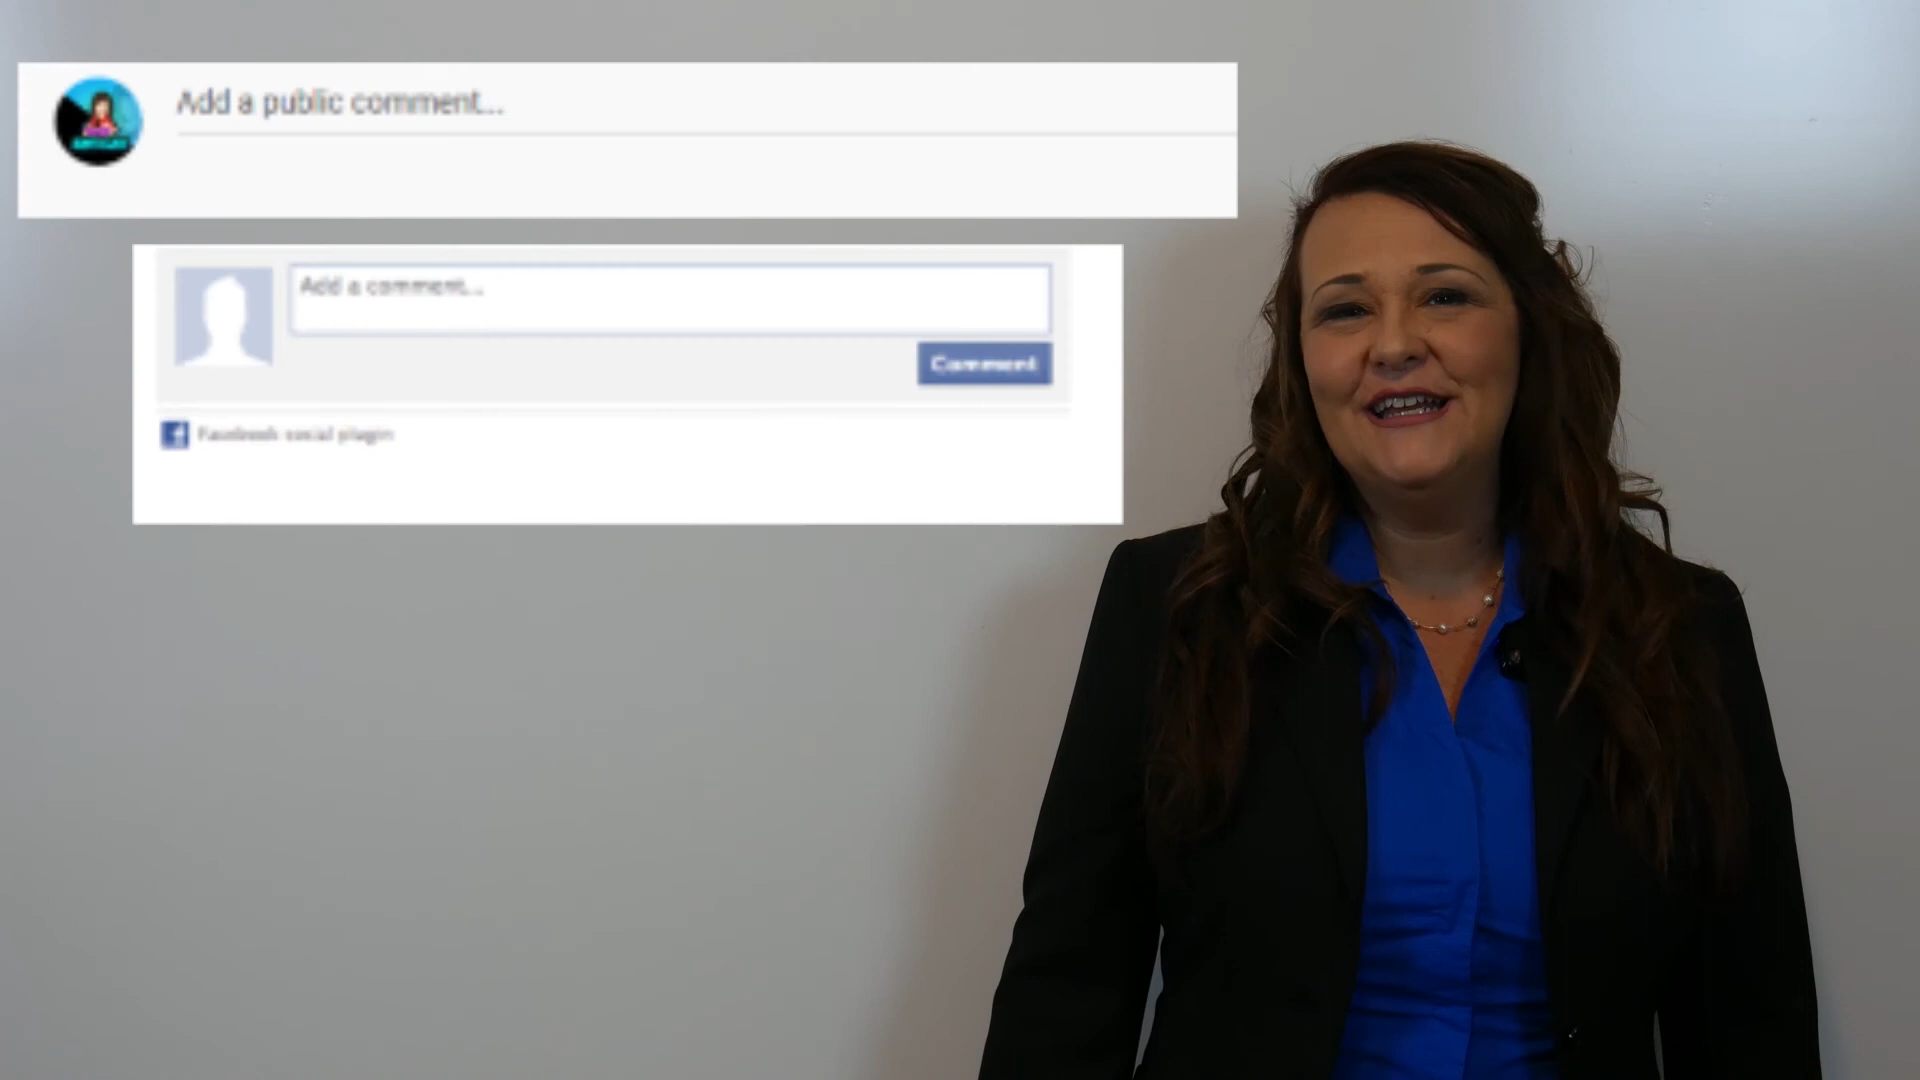 Add a public comment...
Add a comment...
Comment
Facebook social plugin